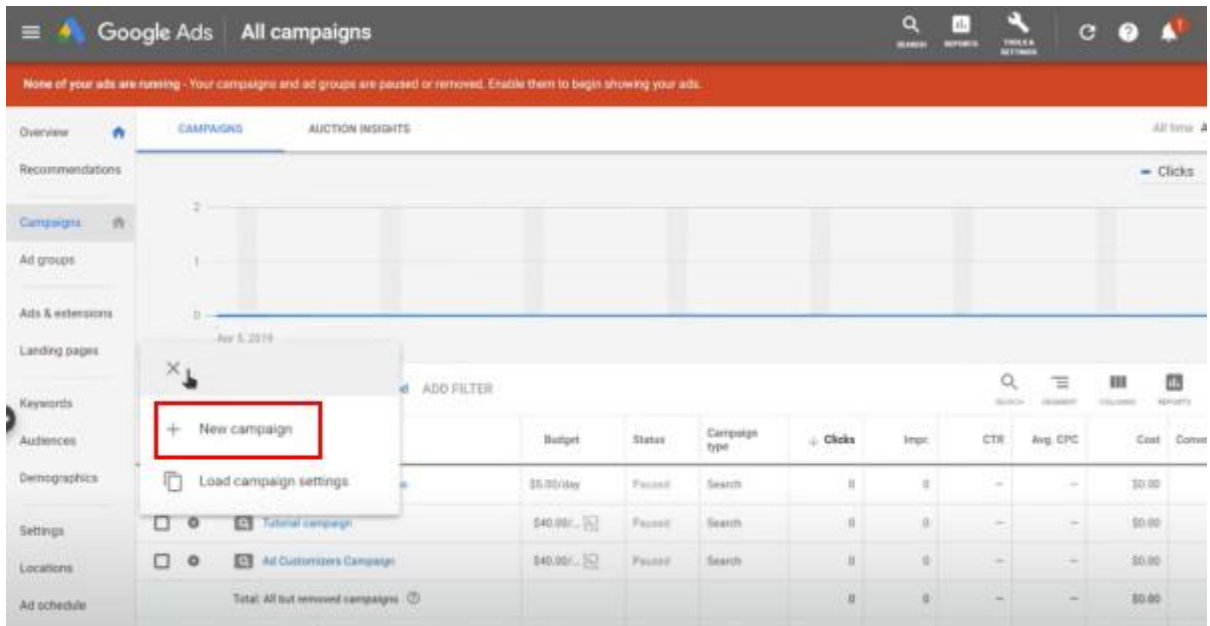 Google Ads All campaigns
SEARCH REPORTS TOOLS & SETTINGS
None of your ads are running - Your campaigns and ad groups are paused or removed. Enable them to begin showing your ads.
Overview
Recommendations
Campaigns
Ad groups
Ads & extensions
Landing pages
Keywords
Audiences
Demographics
Settings
Locations
Ad schedule
CAMPAIGNS AUCTION INSIGHTS All time
Clicks
2
1
0
Apr 5, 2019
ADD FILTER
SEARCH SEGMENT COLUMNS REPORTS
New campaign
Load campaign settings
Budget Status Campaign type Clicks Impr. CTR Avg. CPC Cost
$5.00/day Paused Search 0 0 – – $0.00
Tutorial campaign $40.00/... Paused Search 0 0 – – $0.00
Ad Customizers Campaign $40.00/... Paused Search 0 0 – – $0.00
Total: All but removed campaigns 0 0 – – $0.00